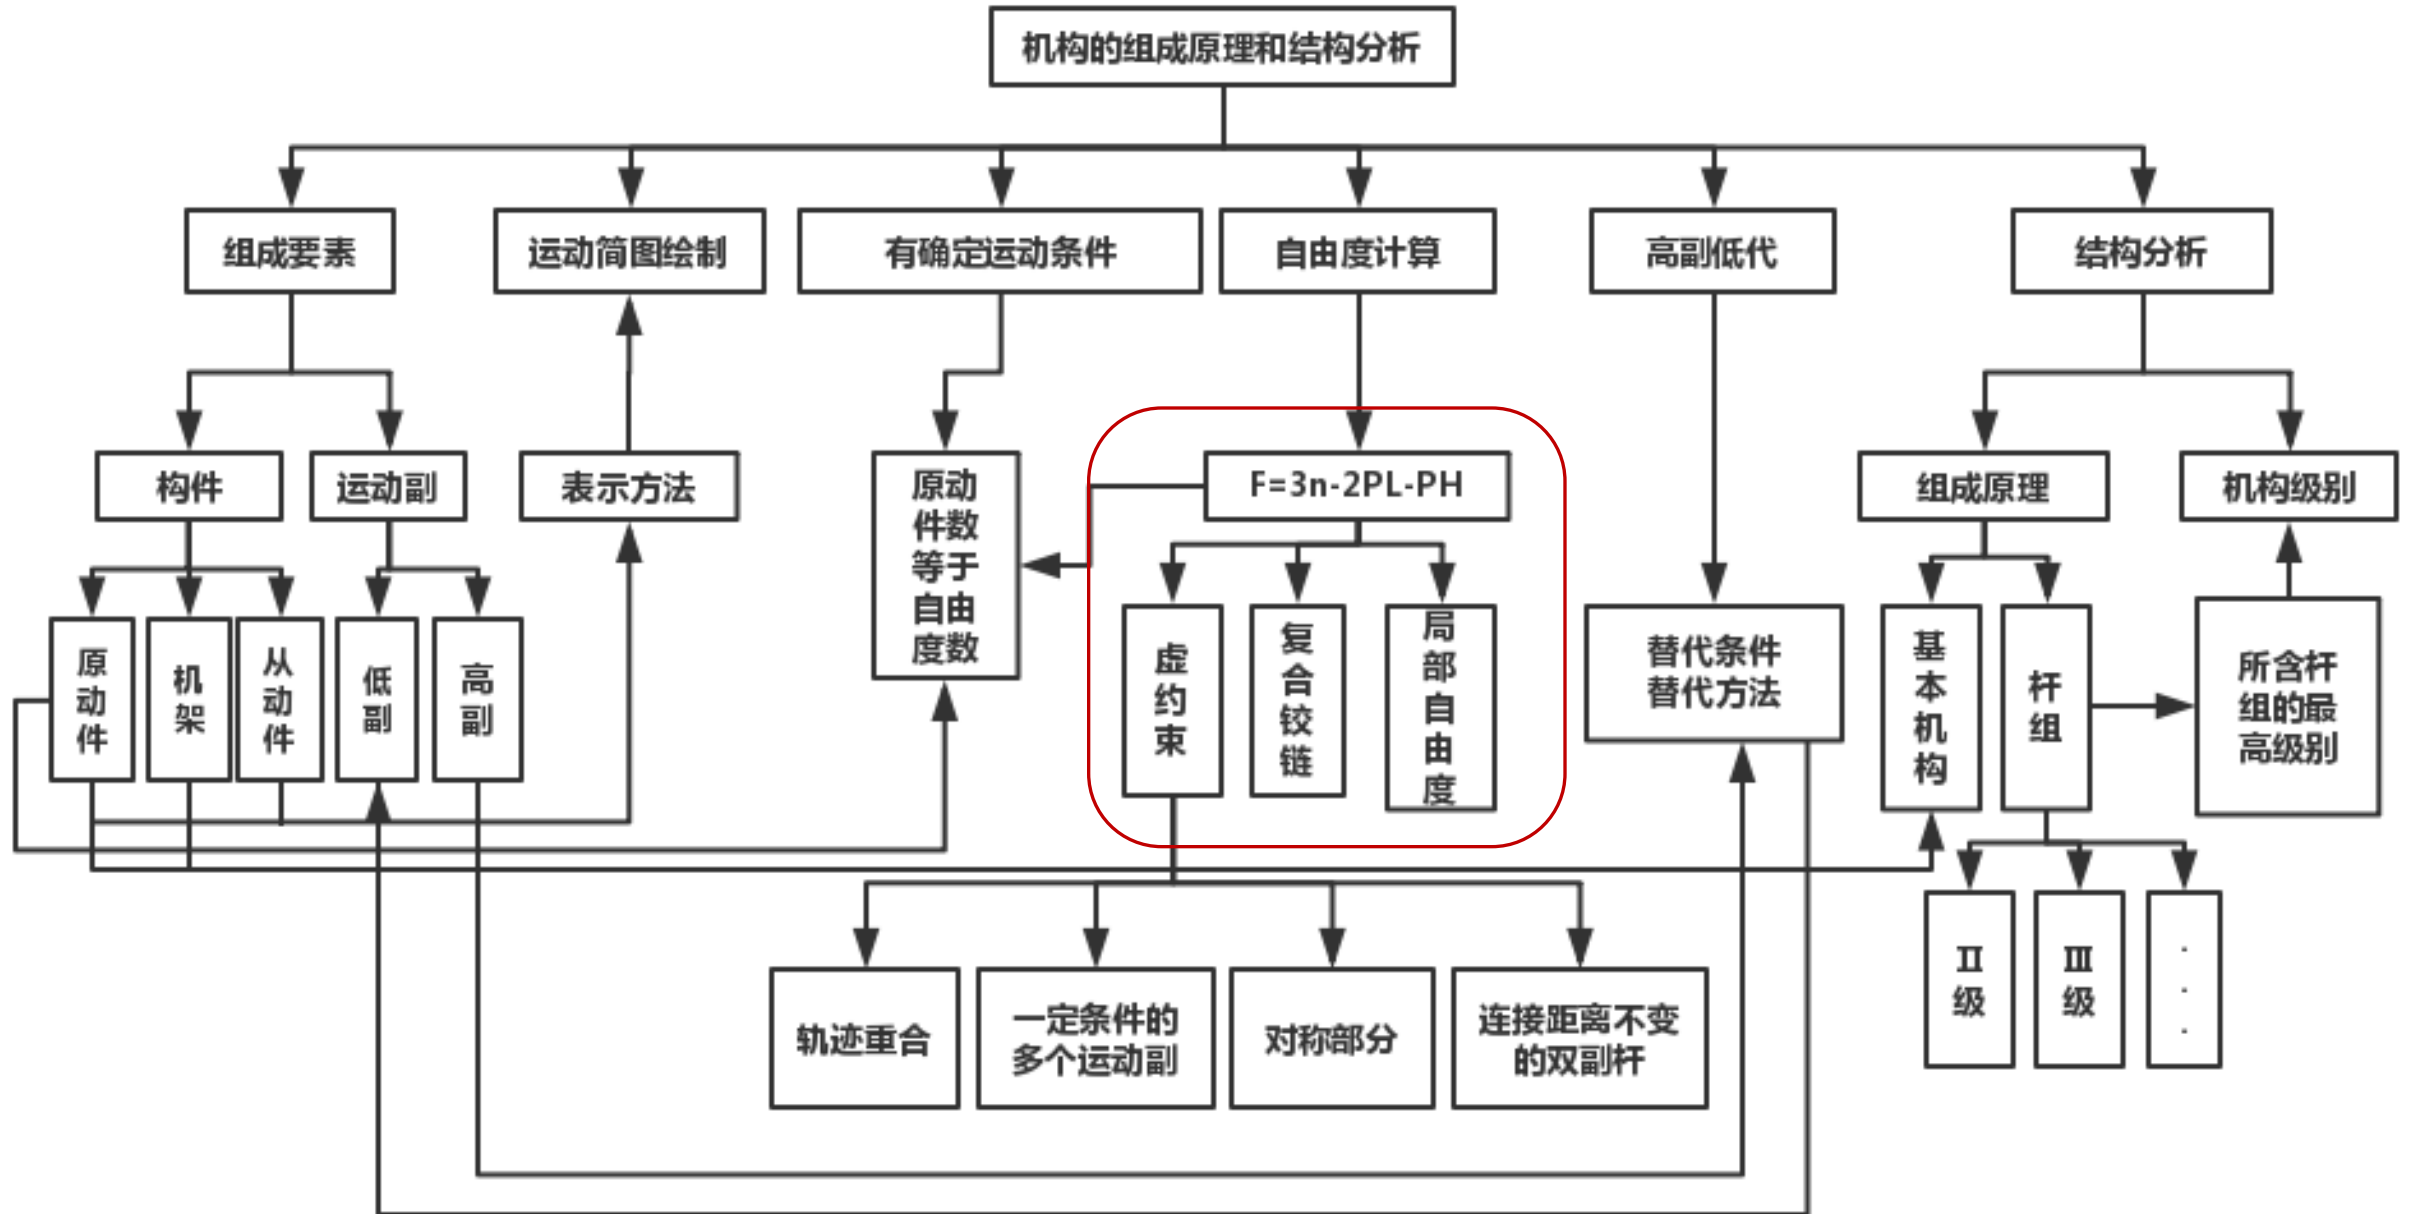 机构的组成原理和结构分析
组成要素
运动简图绘制
有确定运动条件
自由度计算
高副低代
结构分析
构件
运动副
表示方法
原动
件数
等于
自由
度数
F=3n-2PL-PH
组成原理
机构级别
原
动
件
机
架
从
动
件
低
副
高
副
虚
约
束
复
合
铰
链
局
部
自
由
度
替代条件
替代方法
基
本
机
构
杆
组
所含杆
组的最
高级别
轨迹重合
一定条件的
多个运动副
对称部分
连接距离不变
的双副杆
II
级
III
级
.
.
.